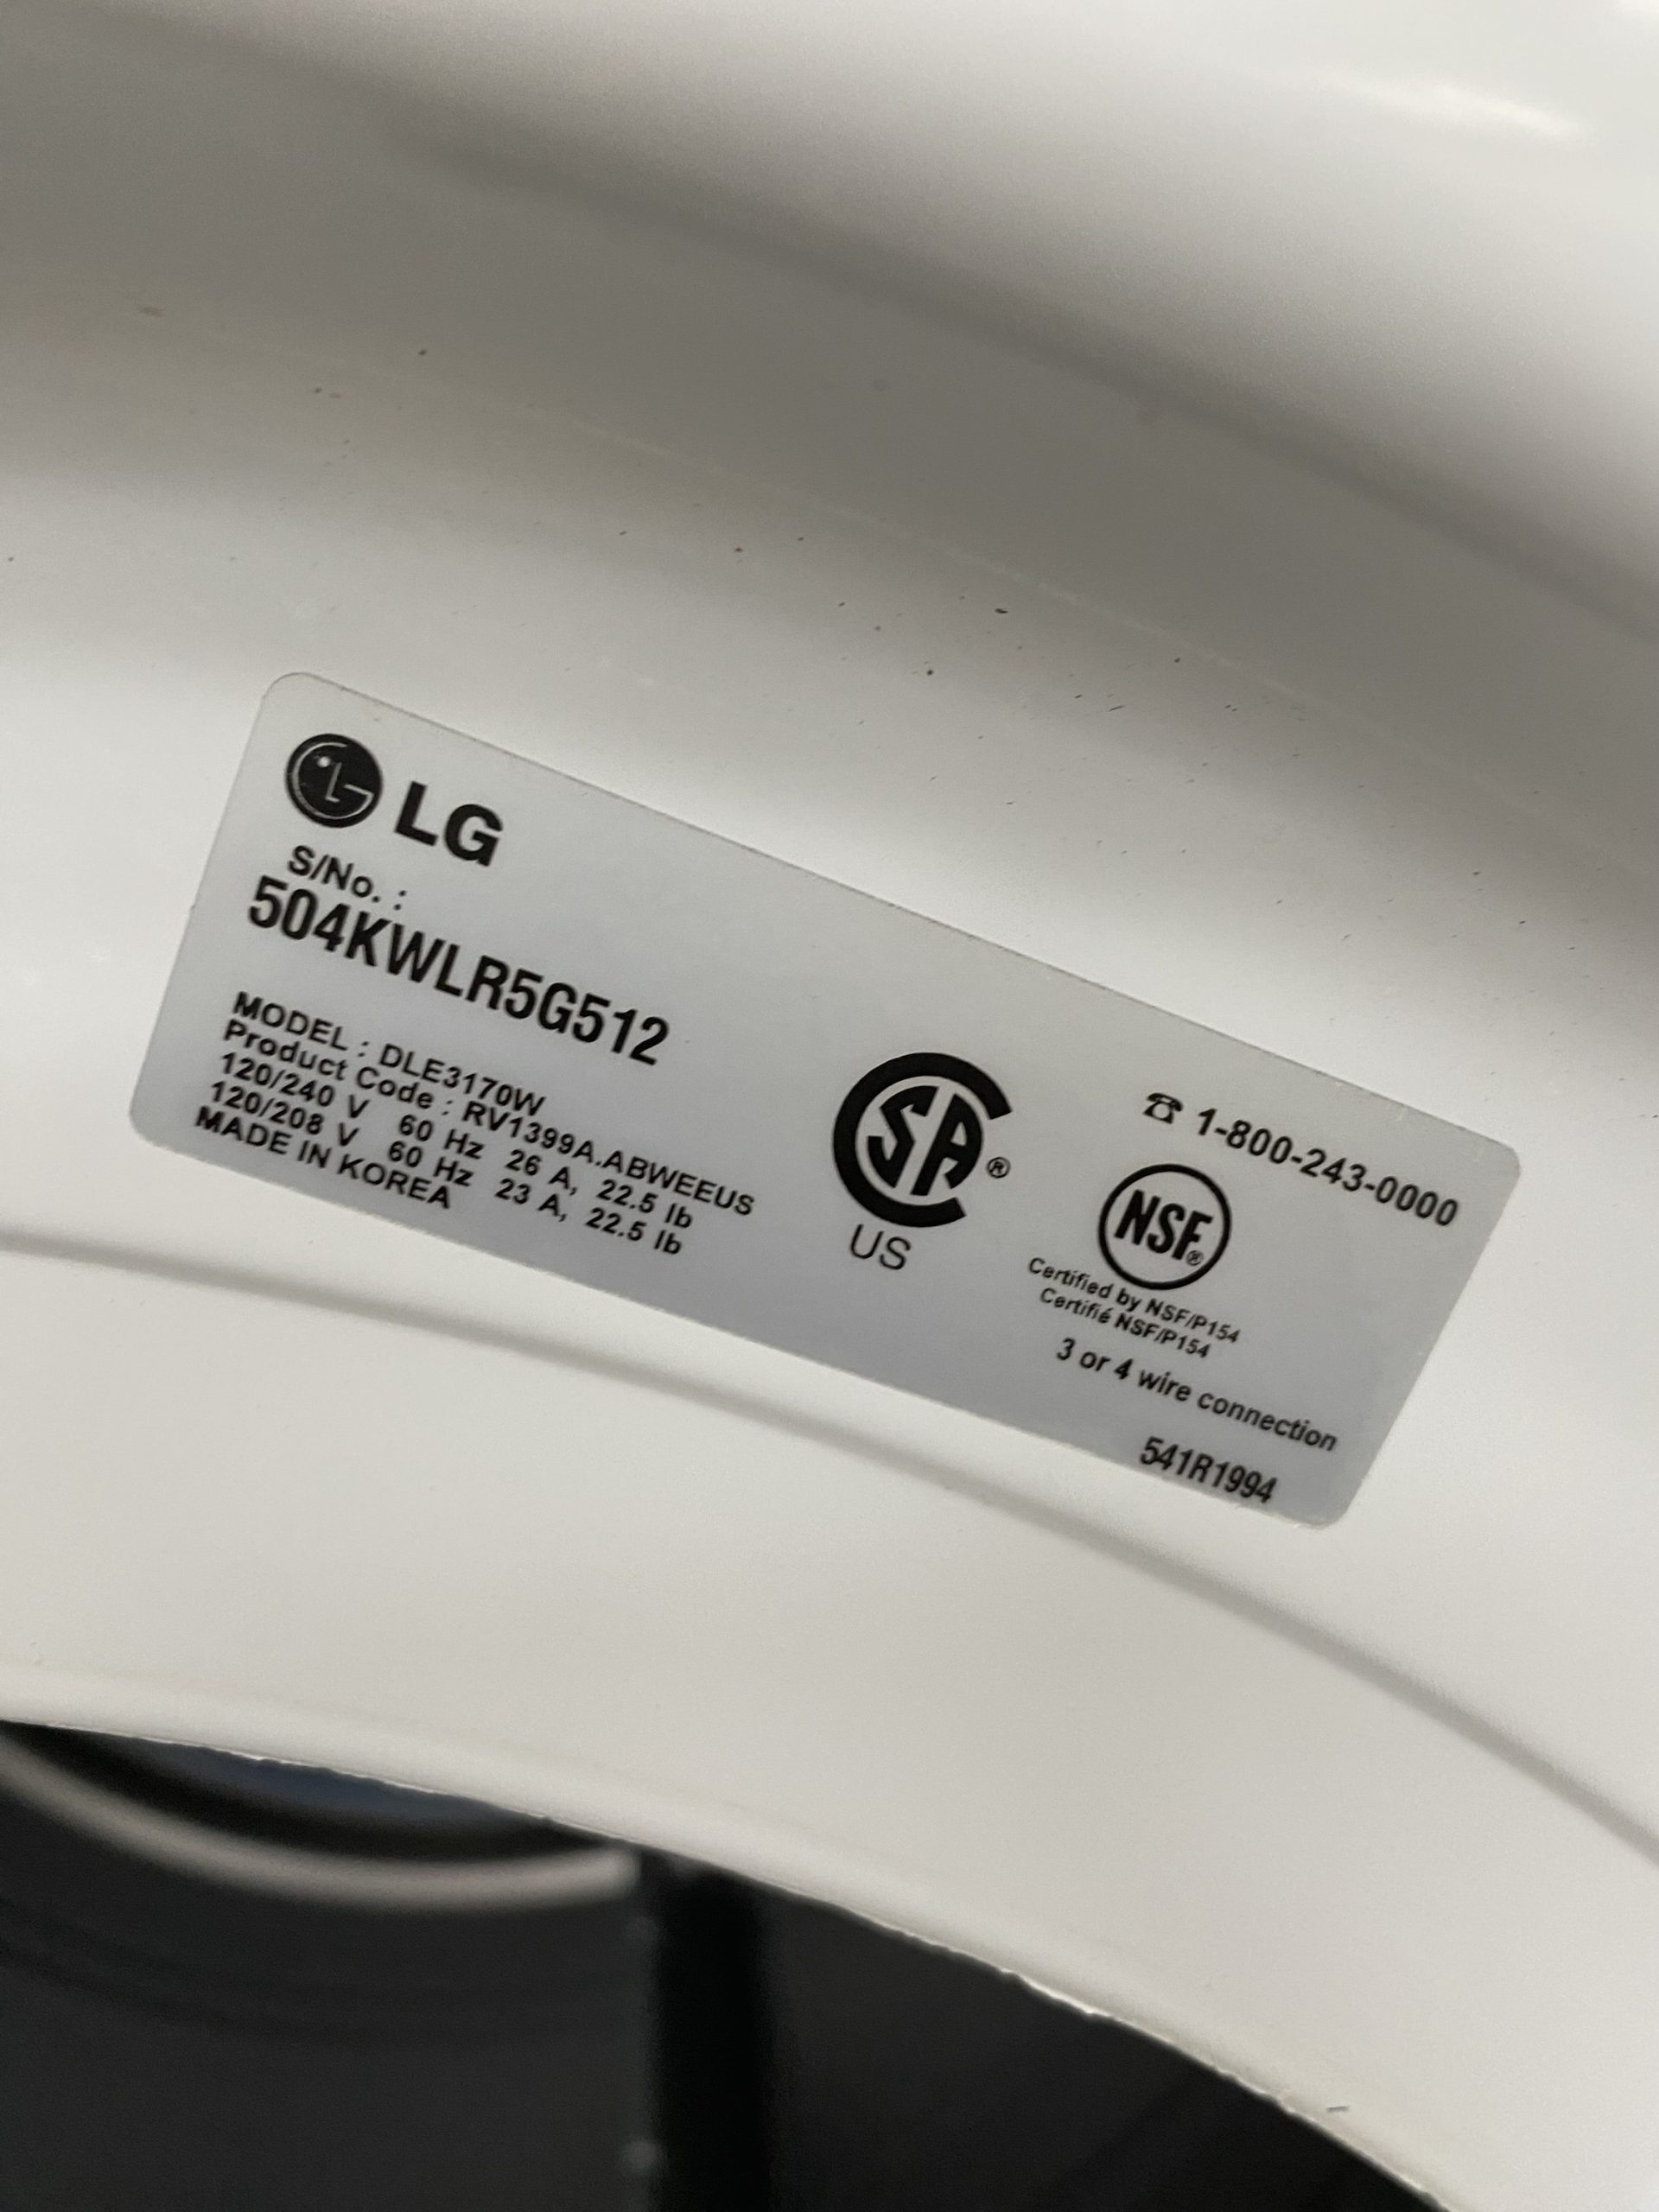 LG
S/No. :
504KWLR5G512
MODEL : DLE3170W
Product Code : RV1399A.ABWEEUS
120/240 V 60 Hz 26 A, 22.5 lb
120/208 V 60 Hz 23 A, 22.5 lb
MADE IN KOREA
SA®
US
☎ 1-800-243-0000
NSF®
Certified by NSF/P154
Certifié NSF/P154
3 or 4 wire connection
541R1994